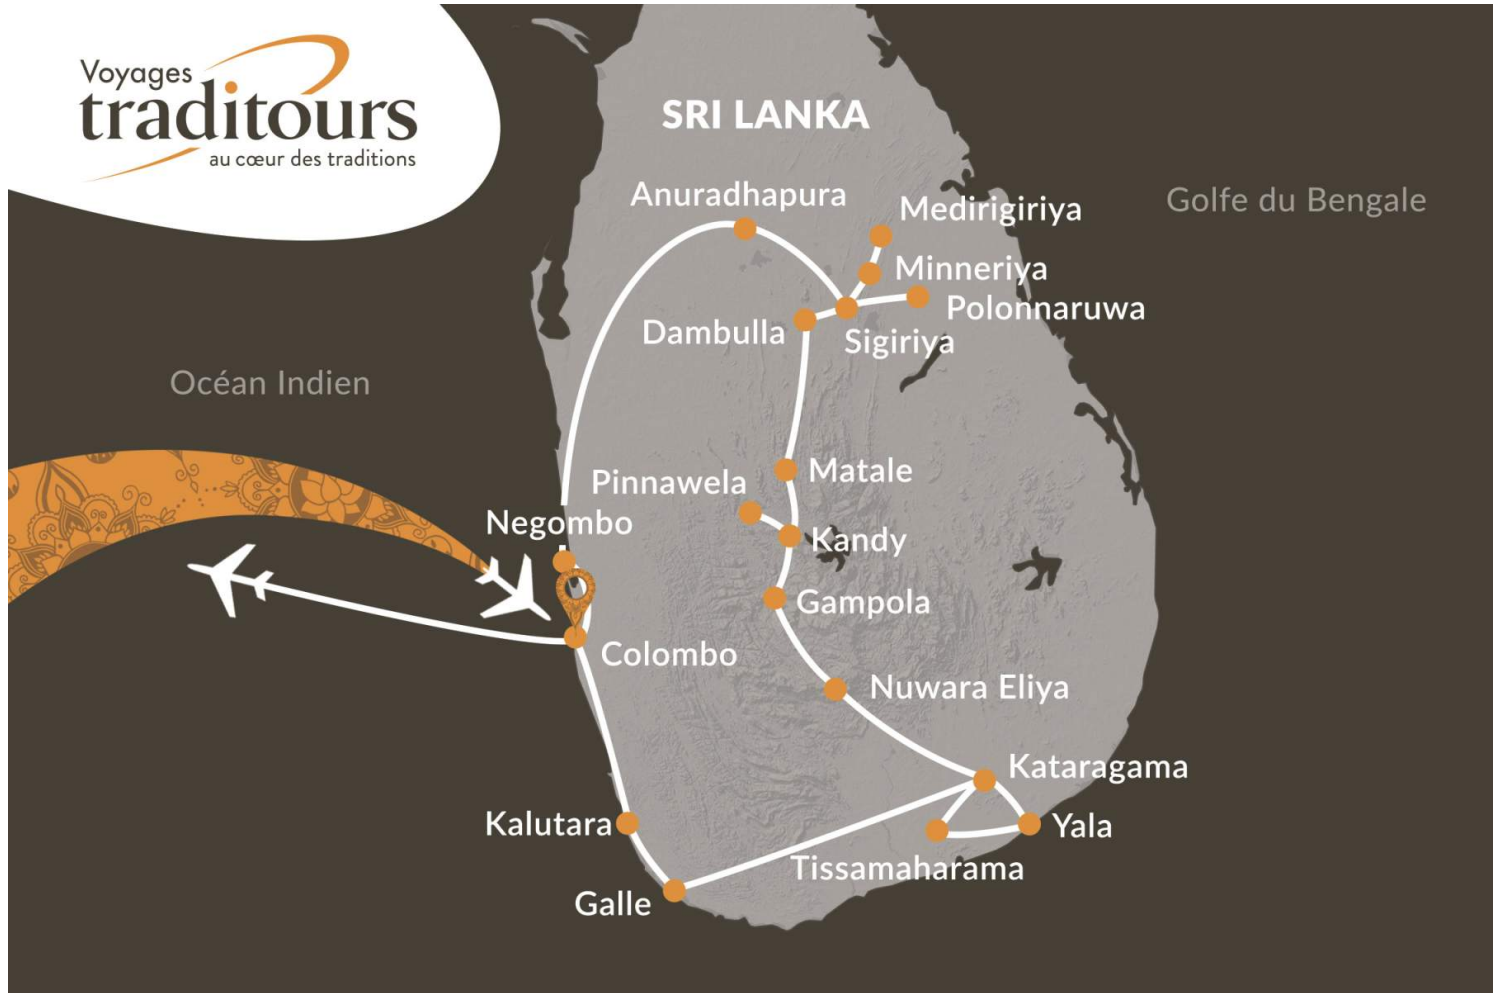 Voyages
traditours
au cœur des traditions
SRI LANKA
Anuradhapura
Medirigiriya
Golfe du Bengale
Minneriya
Polonnaruwa
Dambulla
Sigiriya
Océan Indien
Matale
Pinnawela
Negombo
Kandy
Gampola
Colombo
Nuwara Eliya
Kataragama
Kalutara
Yala
Tissamaharama
Galle